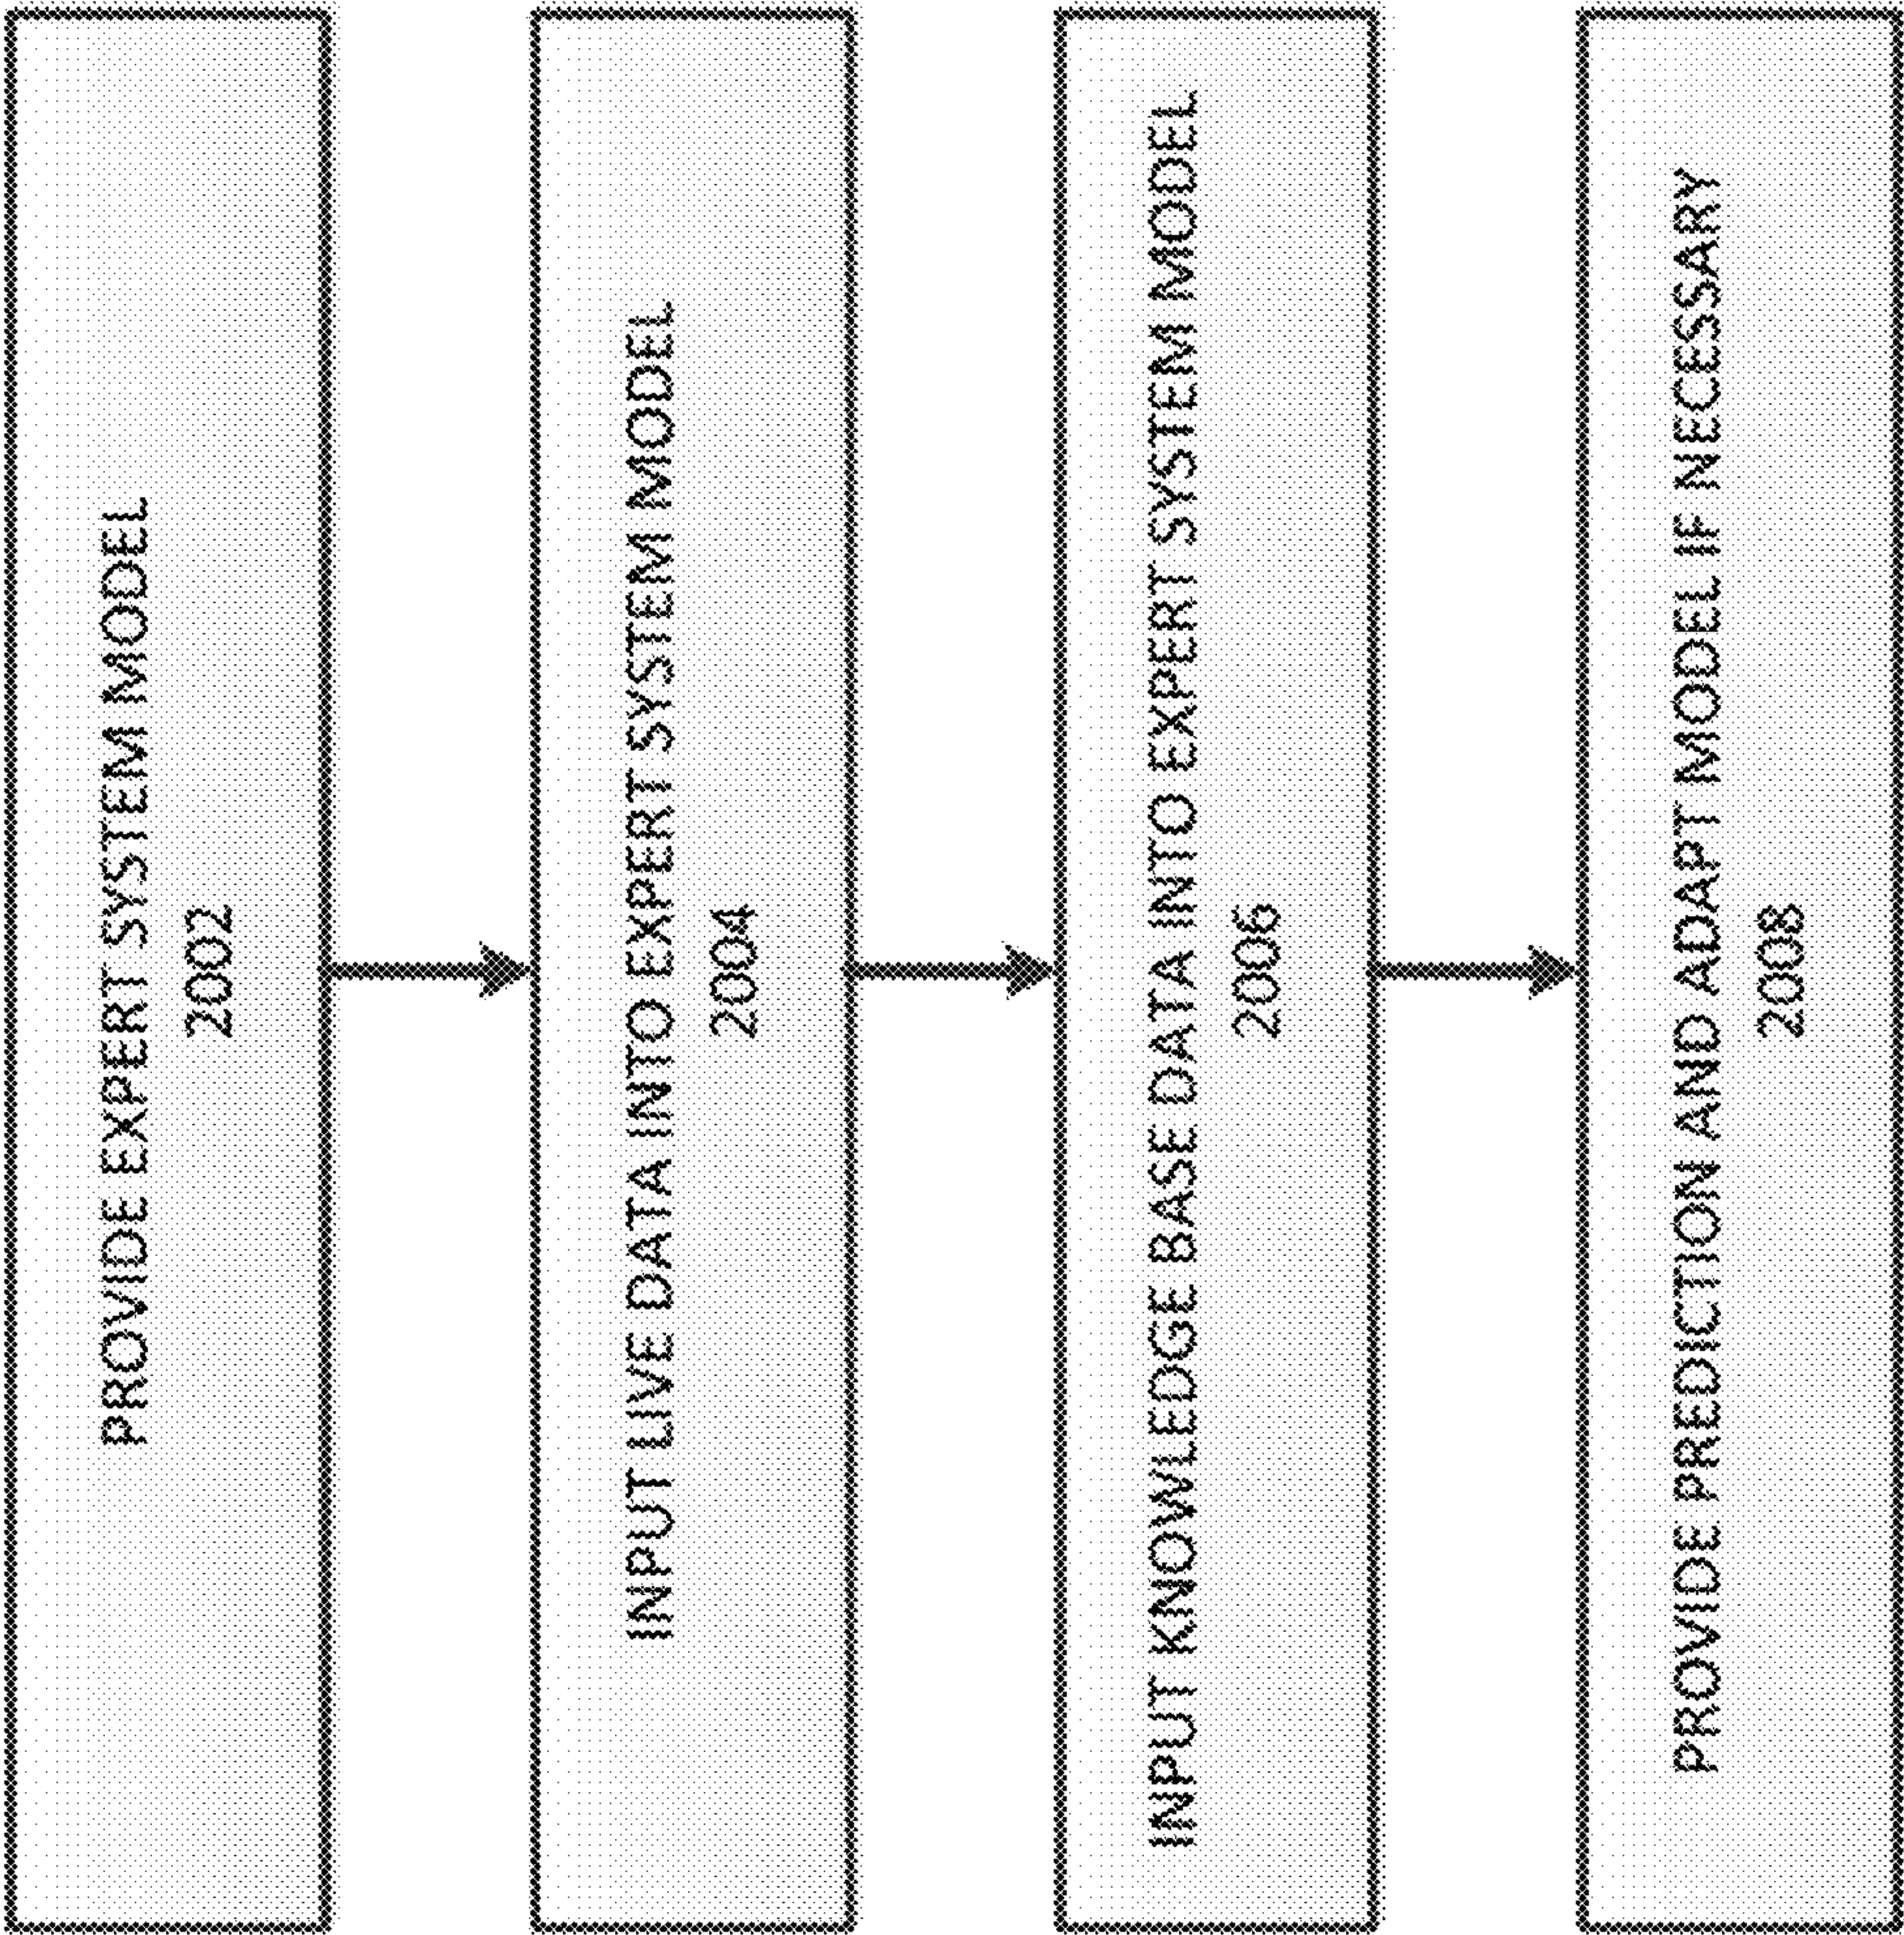 PROVIDE EXPERT SYSTEM MODEL
2002
INPUT LIVE DATA INTO EXPERT SYSTEM MODEL
2004
INPUT KNOWLEDGE BASE DATA INTO EXPERT SYSTEM MODEL
2006
PROVIDE PREDICTION AND ADAPT MODEL IF NECESSARY
2008